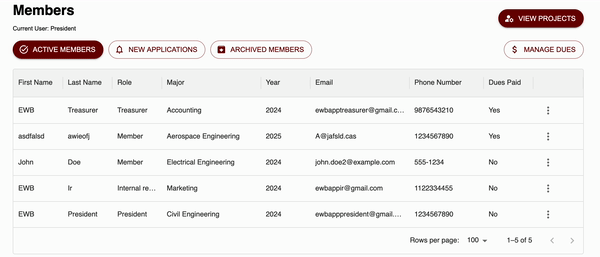 Members
VIEW PROJECTS
Current User: President
ACTIVE MEMBERS NEW APPLICATIONS ARCHIVED MEMBERS $ MANAGE DUES
First Name Last Name Role Major Year Email Phone Number Dues Paid
EWB Treasurer Treasurer Accounting 2024 ewbapptreasurer@gmail.c... 9876543210 Yes
asdfalsd awieofj Member Aerospace Engineering 2025 A@jafsld.cas 1234567890 Yes
John Doe Member Electrical Engineering 2024 john.doe2@example.com 555-1234 No
EWB Ir Internal re... Marketing 2024 ewbappir@gmail.com 1122334455 No
EWB President President Civil Engineering 2024 ewbapppresident@gmail.... 1234567890 No
Rows per page: 100 1–5 of 5